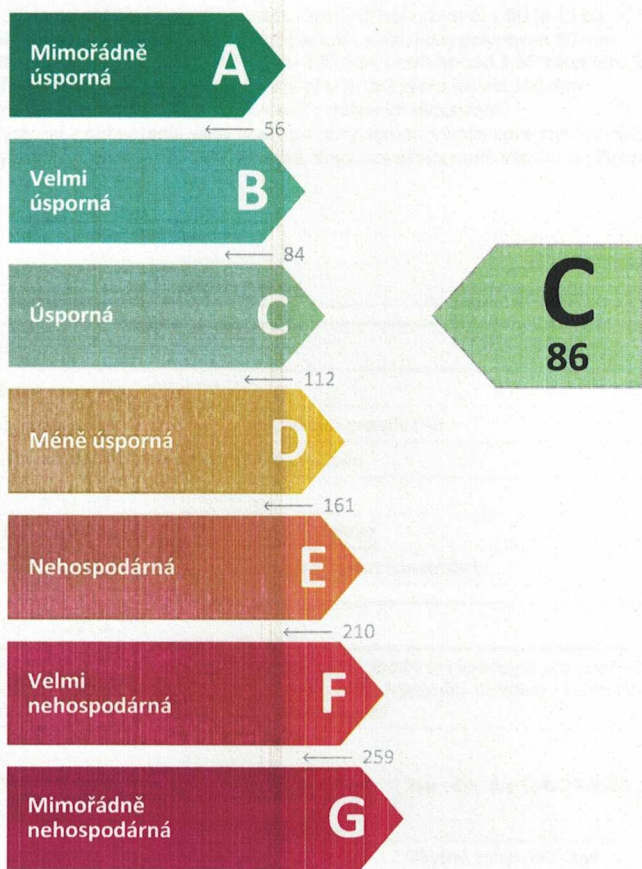 Mimořádně
úsporná
A
← 56
Velmi
úsporná
B
← 84
Úsporná
C
← 112
C
86
Méně úsporná
D
← 161
Nehospodárná
E
← 210
Velmi
nehospodárná
F
← 259
Mimořádně
nehospodárná
G